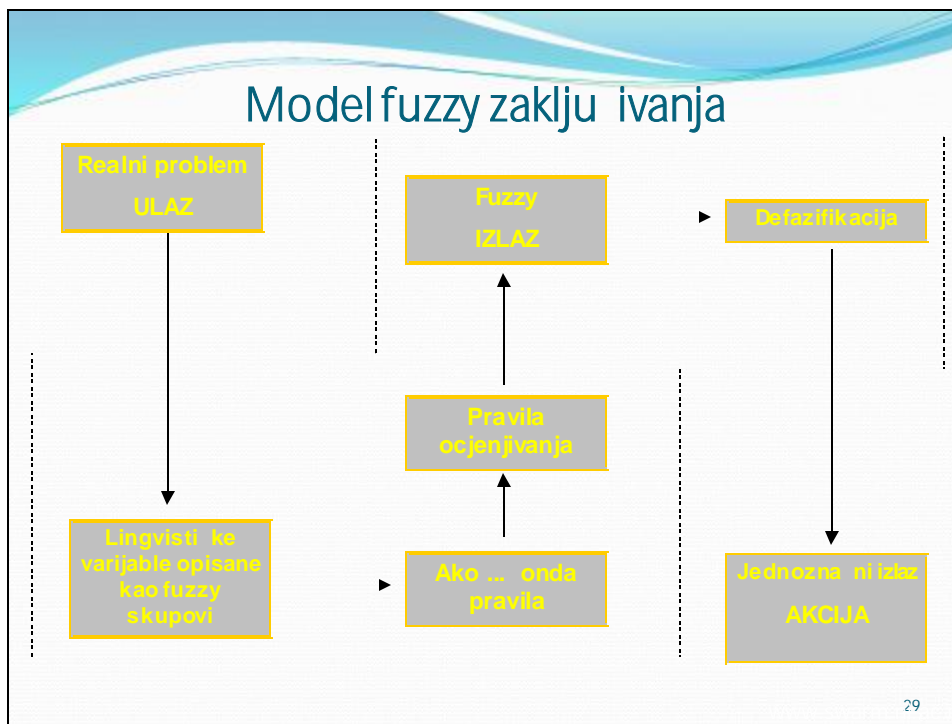 Model fuzzy zaklju ivanja
Realni problem
ULAZ
Lingvisti ke
varijable opisane
kao fuzzy
skupovi
Fuzzy
IZLAZ
Pravila
ocjenjivanja
Ako ... onda
pravila
Defazifikacija
Jednozna ni izlaz
AKCIJA
29